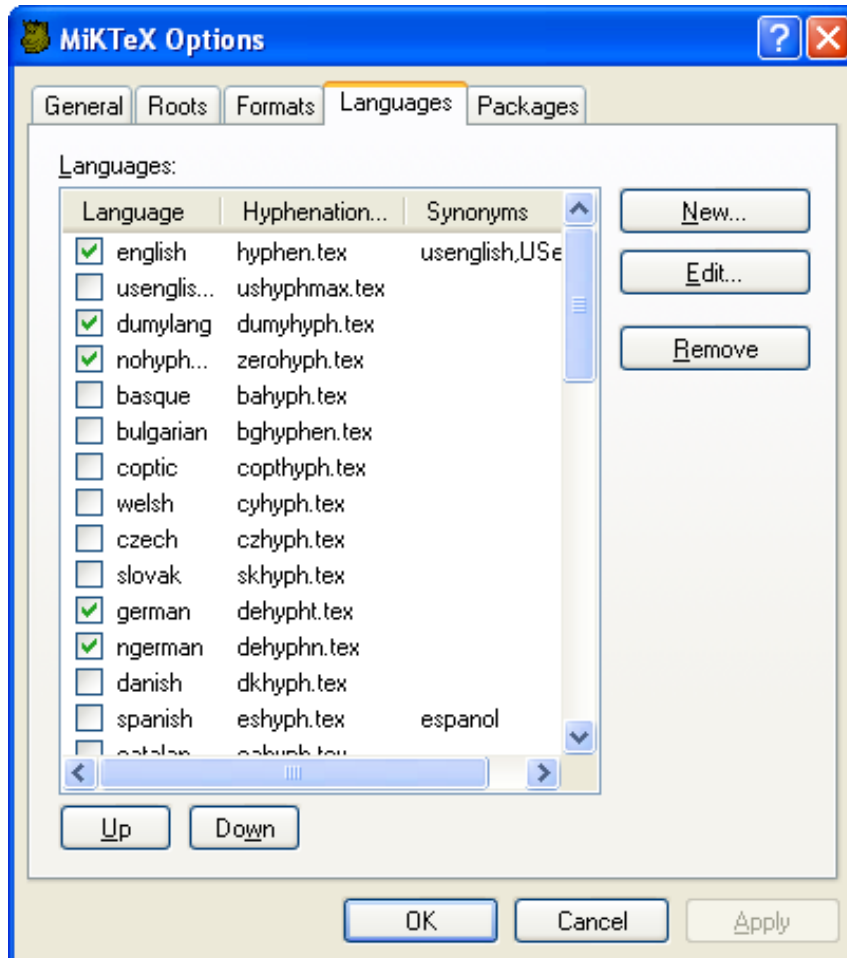 MiKTeX Options
General Roots Formats Languages Packages
Languages:
Language Hyphenation... Synonyms
english hyphen.tex usenglish,USe
usenglis... ushyphmax.tex
dumylang dumyhyph.tex
nohyph... zerohyph.tex
basque bahyph.tex
bulgarian bghyphen.tex
coptic copthyph.tex
welsh cyhyph.tex
czech czhyph.tex
slovak skhyph.tex
german dehypht.tex
ngerman dehyphn.tex
danish dkhyph.tex
spanish eshyph.tex espanol
New...
Edit...
Remove
Up Down
OK Cancel Apply